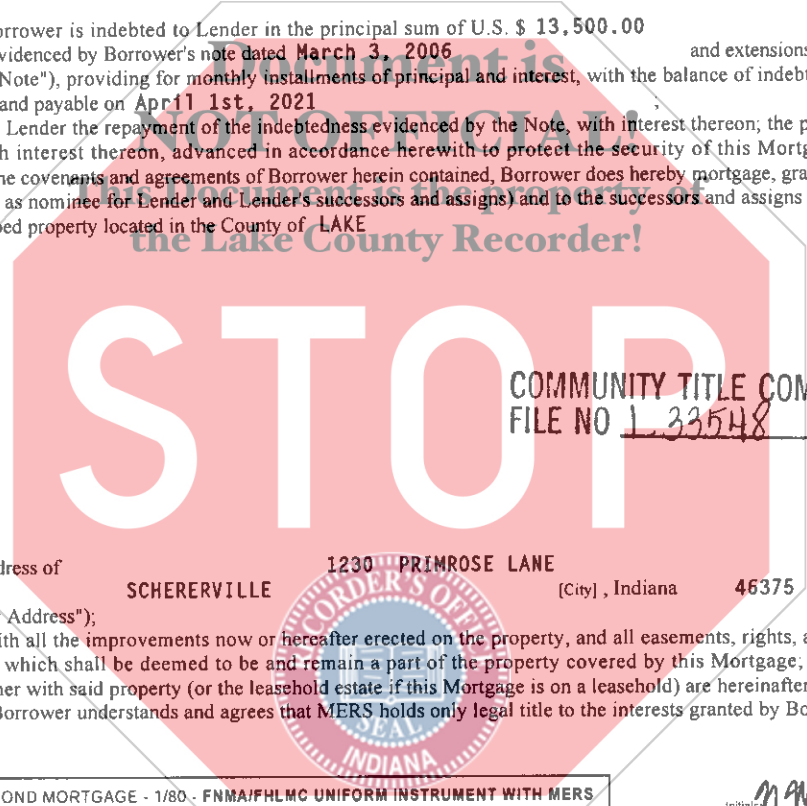 orrower is indebted to Lender in the principal sum of U.S. $ 13,500.00
videnced by Borrower's note dated March 3, 2006 and extensions
Note"), providing for monthly installments of principal and interest, with the balance of indebt
and payable on April 1st, 2021 ,
Lender the repayment of the indebtedness evidenced by the Note, with interest thereon; the p
h interest thereon, advanced in accordance herewith to protect the security of this Mortg
he covenants and agreements of Borrower herein contained, Borrower does hereby mortgage, gra
as nominee for Lender and Lender's successors and assigns) and to the successors and assigns
bed property located in the County of LAKE
Document is
NOT OFFICIAL!
This Document is the property of
the Lake County Recorder!
STOP
COMMUNITY TITLE COM
FILE NO L 33548
dress of 1230 PRIMROSE LANE
SCHERERVILLE [City] , Indiana 46375
Address");
ith all the improvements now or hereafter erected on the property, and all easements, rights, a
which shall be deemed to be and remain a part of the property covered by this Mortgage;
her with said property (or the leasehold estate if this Mortgage is on a leasehold) are hereinafter
Borrower understands and agrees that MERS holds only legal title to the interests granted by Bo
RECORDER'S OFFICE
SEAL
INDIANA
OND MORTGAGE - 1/80 - FNMA/FHLMC UNIFORM INSTRUMENT WITH MERS